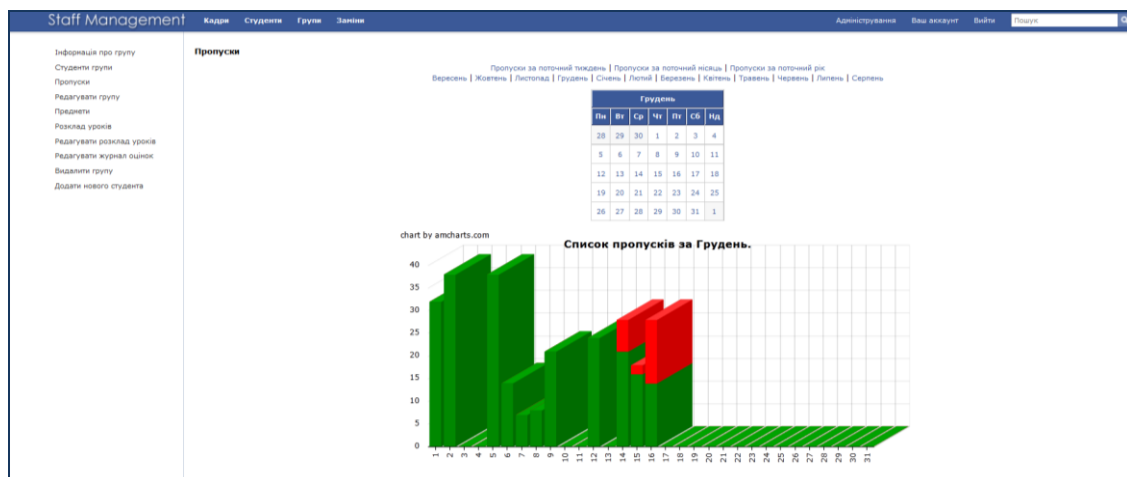 Staff Management Кадри Студенти Групи Заміни Адміністрування Ваш аккаунт Вийти Пошук
Інформація про групу
Студенти групи
Пропуски
Редагувати групу
Предмети
Розклад уроків
Редагувати розклад уроків
Редагувати журнал оцінок
Видалити групу
Додати нового студента
Пропуски
Пропуски за поточний тиждень | Пропуски за поточний місяць | Пропуски за поточний рік
Вересень | Жовтень | Листопад | Грудень | Січень | Лютий | Березень | Квітень | Травень | Червень | Липень | Серпень
Грудень
Пн Вт Ср Чт Пт Сб Нд
28 29 30 1 2 3 4
5 6 7 8 9 10 11
12 13 14 15 16 17 18
19 20 21 22 23 24 25
26 27 28 29 30 31 1
chart by amcharts.com
Список пропусків за Грудень.
40
35
30
25
20
15
10
5
0
1 2 3 4 5 6 7 8 9 10 11 12 13 14 15 16 17 18 19 20 21 22 23 24 25 26 27 28 29 30 31